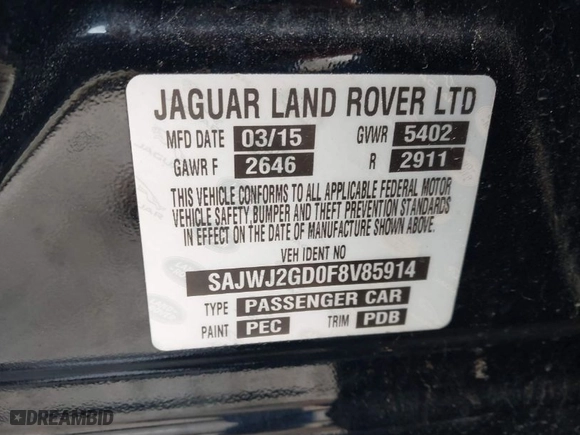 JAGUAR LAND ROVER LTD
MFD DATE 03/15 GVWR 5402
GAWR F 2646 R 2911
THIS VEHICLE CONFORMS TO ALL APPLICABLE FEDERAL MOTOR
VEHICLE SAFETY BUMPER AND THEFT PREVENTION STANDARDS
IN EFFECT ON THE DATE OF MANUFACTURE SHOWN ABOVE.
VEH IDENT NO
SAJWJ2GD0F8V85914
TYPE PASSENGER CAR
PAINT PEC TRIM PDB
DREAMBID